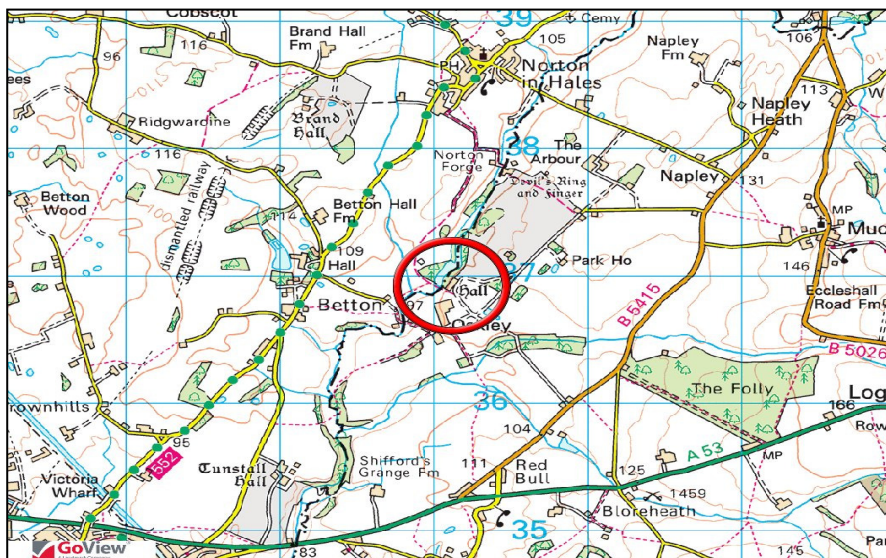 Cobscot
39
Cemy
96
116
Brand Hall
Fm
105
Napley
Fm
106
PH
Norton
in Hales
113
Ridgwardine
Brand
Hall
Napley
Heath
116
38
The
Arbour
Norton
Forge
Devil's Ring
and Finger
Napley
131
Betton
Wood
dismantled railway
114
Betton Hall
Fm
MP
109
Hall
37
Park Ho
146
Hall
Eccleshall
Road Fm
Betton
97
Oakley
B 5415
B 5026
The Folly
36
166
95
552
104
A 53
MP
Tunstall
Hall
Shifford's
Grange Fm
111
Red
Bull
125
Victoria
Wharf
1459
Bloreheath
35
83
145
GoView